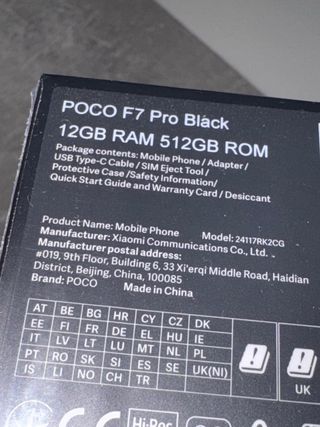 POCO F7 Pro Black
12GB RAM 512GB ROM
Package contents: Mobile Phone / Adapter /
USB Type-C Cable / SIM Eject Tool /
Protective Case /Safety Information/
Quick Start Guide and Warranty Card / Desiccant
Product Name: Mobile Phone Model: 24117RK2CG
Manufacturer: Xiaomi Communications Co., Ltd.
Manufacturer postal address:
#019, 9th Floor, Building 6, 33 Xi'erqi Middle Road, Haidian
District, Beijing, China, 100085
Brand: POCO Made in China
AT BE BG HR CY CZ DK
EE FI FR DE EL HU IE
IT LV LT LU MT NL PL
PT RO SK SI ES SE UK(NI)
IS LI NO CH TR
UK
Hi-Res